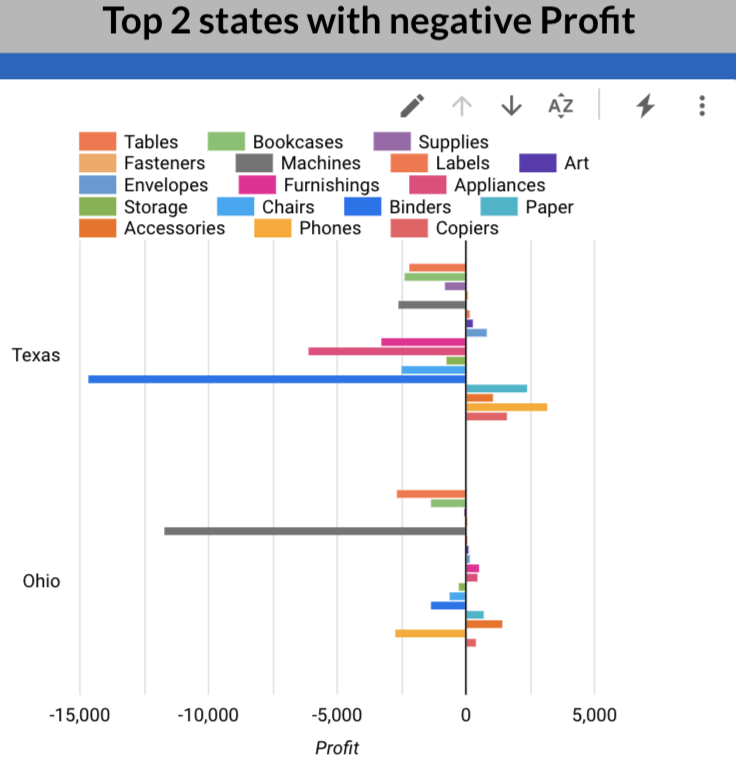 Top 2 states with negative Profit
AZ
Tables Bookcases Supplies
Fasteners Machines Labels Art
Envelopes Furnishings Appliances
Storage Chairs Binders Paper
Accessories Phones Copiers
Texas
Ohio
-15,000 -10,000 -5,000 0 5,000
Profit